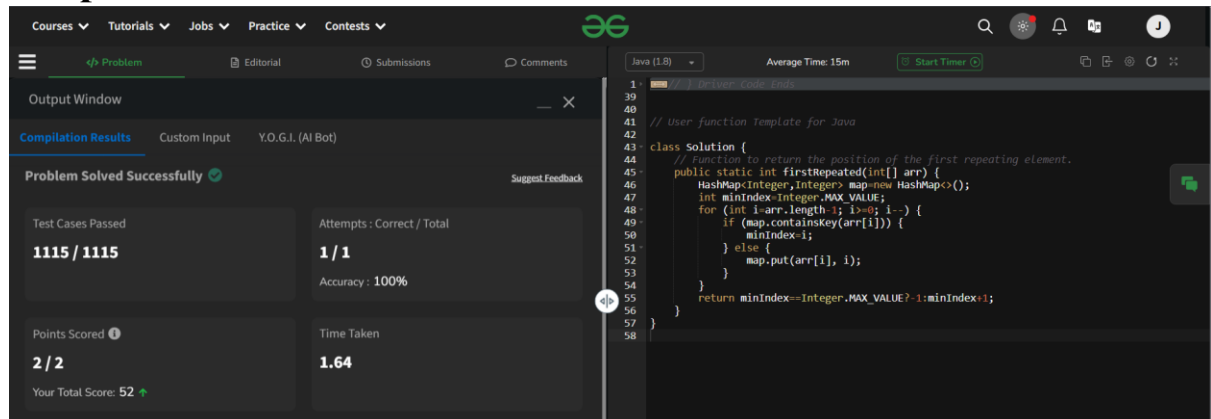 Courses Tutorials Jobs Practice Contests
J
</> Problem Editorial Submissions Comments
Output Window
Compilation Results Custom Input Y.O.G.I. (AI Bot)
Problem Solved Successfully Suggest Feedback
Test Cases Passed
1115 / 1115
Attempts : Correct / Total
1 / 1
Accuracy : 100%
Points Scored
2 / 2
Your Total Score: 52
Time Taken
1.64
Java (1.8) Average Time: 15m Start Timer
1 // } Driver Code Ends
39
40
41 // User function Template for Java
42
43 class Solution {
44 // Function to return the position of the first repeating element.
45 public static int firstRepeated(int[] arr) {
46 HashMap<Integer,Integer> map=new HashMap<>();
47 int minIndex=Integer.MAX_VALUE;
48 for (int i=arr.length-1; i>=0; i--) {
49 if (map.containsKey(arr[i])) {
50 minIndex=i;
51 } else {
52 map.put(arr[i], i);
53 }
54 }
55 return minIndex==Integer.MAX_VALUE?-1:minIndex+1;
56 }
57 }
58